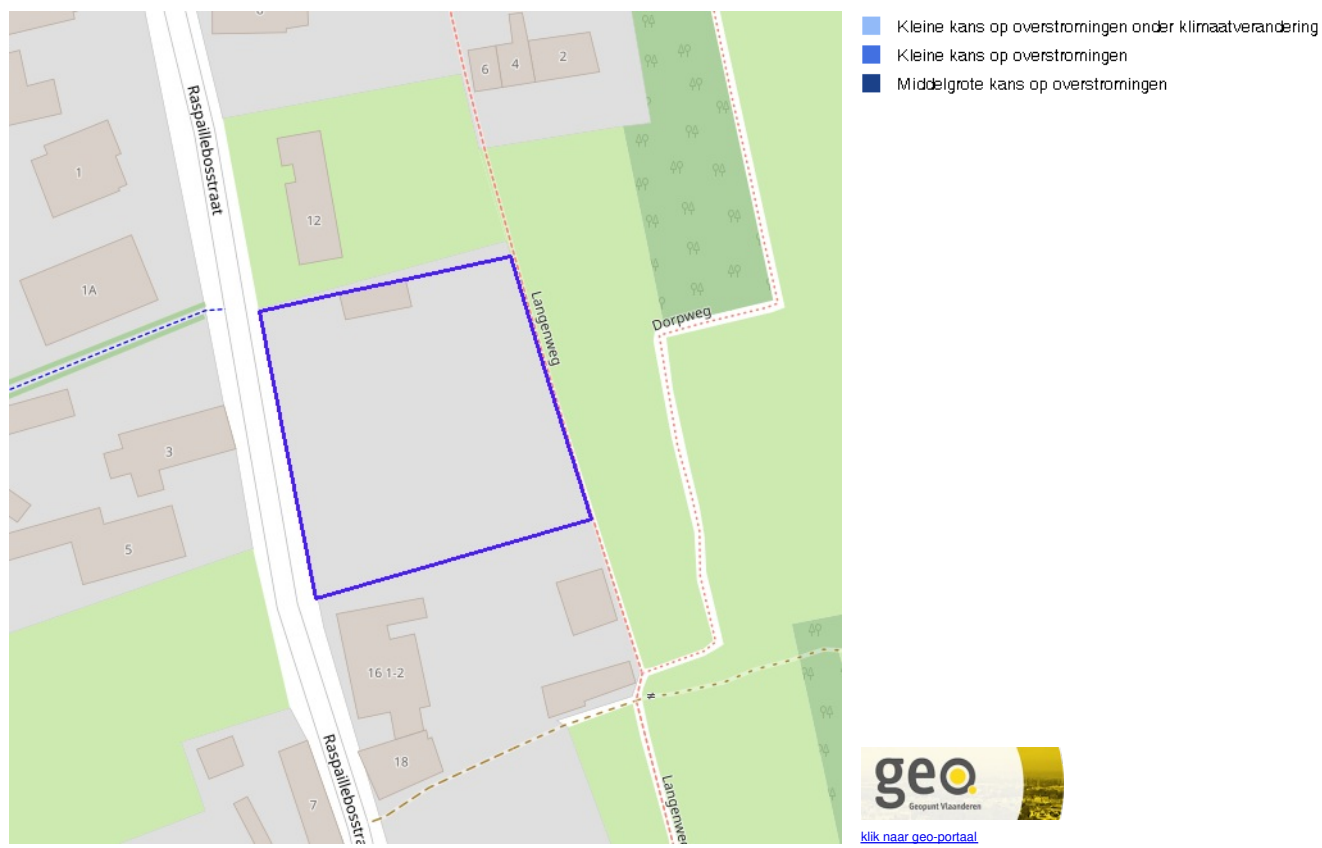 Kleine kans op overstromingen onder klimaatverandering
Kleine kans op overstromingen
Middelgrote kans op overstromingen
6
4
2
Raspaillebosstraat
1
12
1A
Langenweg
Dorpweg
3
5
16 1-2
18
7
Raspaillebosstra
Langenweg
geo
Geopunt Vlaanderen
klik naar geo-portaal